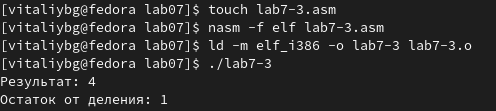 [vitaliybg@fedora lab07]$ touch lab7-3.asm
[vitaliybg@fedora lab07]$ nasm -f elf lab7-3.asm
[vitaliybg@fedora lab07]$ ld -m elf_i386 -o lab7-3 lab7-3.o
[vitaliybg@fedora lab07]$ ./lab7-3
Результат: 4
Остаток от деления: 1